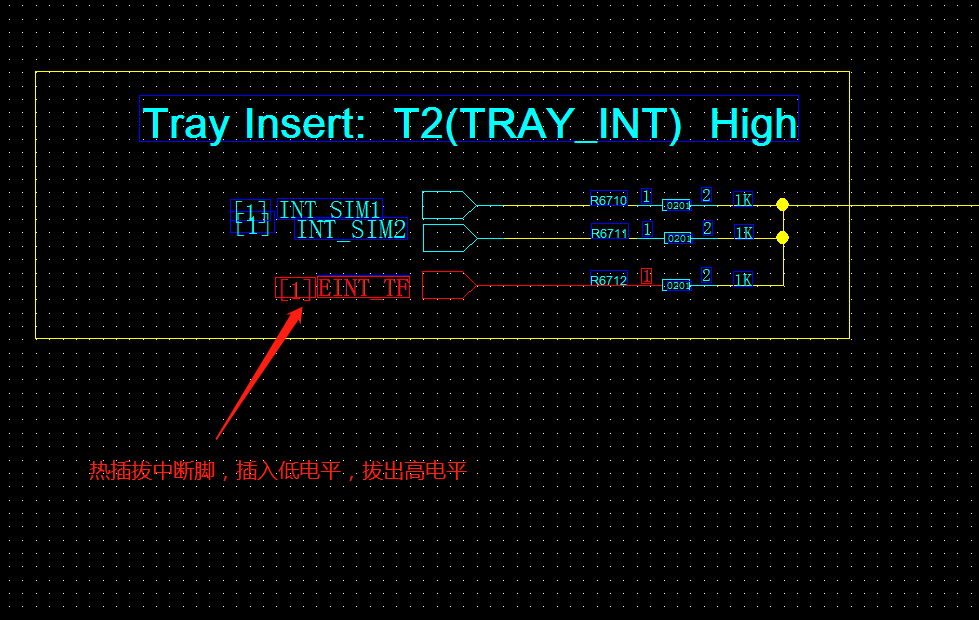 Tray Insert: T2(TRAY_INT) High
[1] INT_SIM1 R6710 1 0201 2 1K
[1] INT_SIM2 R6711 1 0201 2 1K
[1] EINT_TF R6712 1 0201 2 1K
热插拔中断脚，插入低电平，拔出高电平